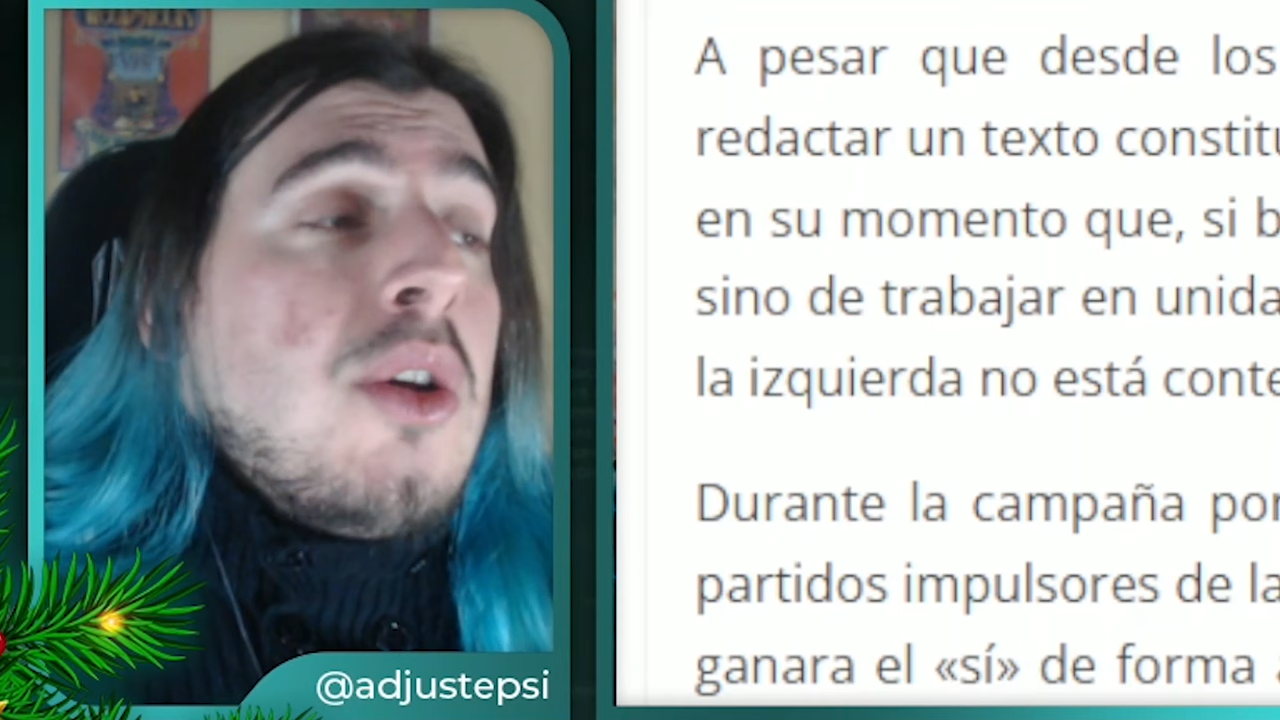 A pesar que desde los
redactar un texto constitu
en su momento que, si b
sino de trabajar en unida
la izquierda no está conte
Durante la campaña por
partidos impulsores de la
ganara el «sí» de forma
@adjustepsi